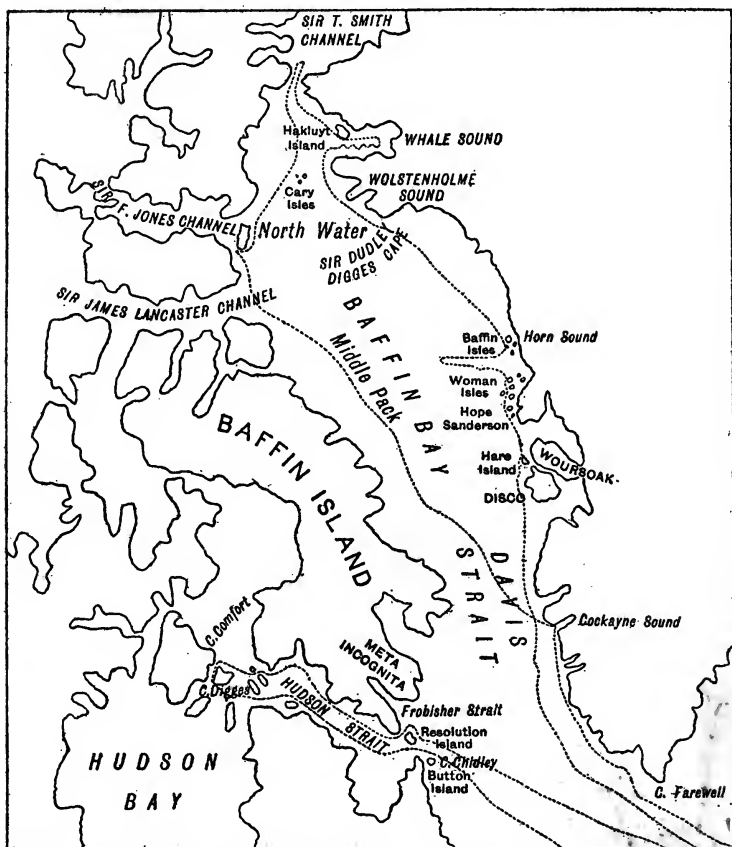 SIR T. SMITH
CHANNEL
Hakluyt
Island
WHALE SOUND
WOLSTENHOLME
SOUND
Cary
Isles
SIR F. JONES CHANNEL
North Water
SIR DUDLEY
DIGGES CAPE
SIR JAMES LANCASTER CHANNEL
BAFFIN BAY
Middle Pack
Baffin
Isles
Horn Sound
Woman
Isles
Hope
Sanderson
Hare
Island
WOURSOAK
DISCO
BAFFIN ISLAND
DAVIS
STRAIT
Cockayne Sound
C. Comfort
META
INCOGNITA
C. Digges
HUDSON
STRAIT
Frobisher Strait
Resolution
Island
C. Chidley
Button
Island
HUDSON
BAY
C. Farewell